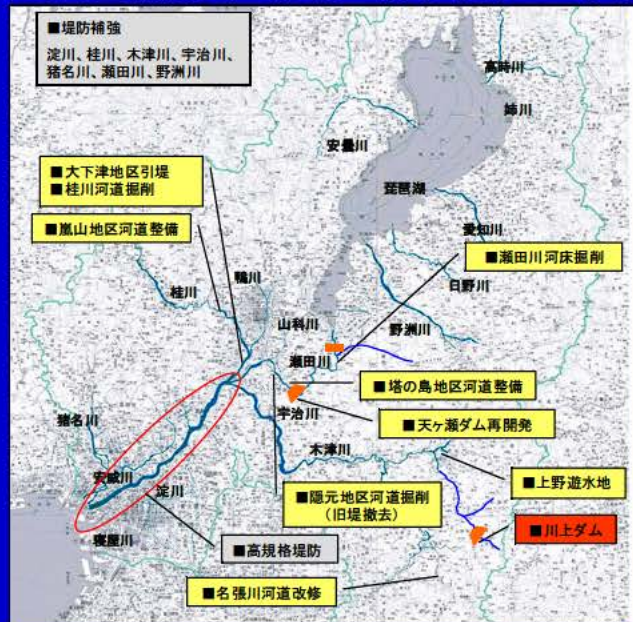 ■堤防補強
淀川、桂川、木津川、宇治川、
猪名川、瀬田川、野洲川
高時川
姉川
安曇川
■大下津地区引堤
■桂川河道掘削
琵琶湖
愛知川
■嵐山地区河道整備
■瀬田川河床掘削
鴨川
日野川
桂川
山科川
野洲川
瀬田川
■塔の島地区河道整備
宇治川
猪名川
■天ヶ瀬ダム再開発
木津川
安威川
■上野遊水地
淀川
■隠元地区河道掘削
(旧堤撤去)
■川上ダム
寝屋川
■高規格堤防
■名張川河道改修